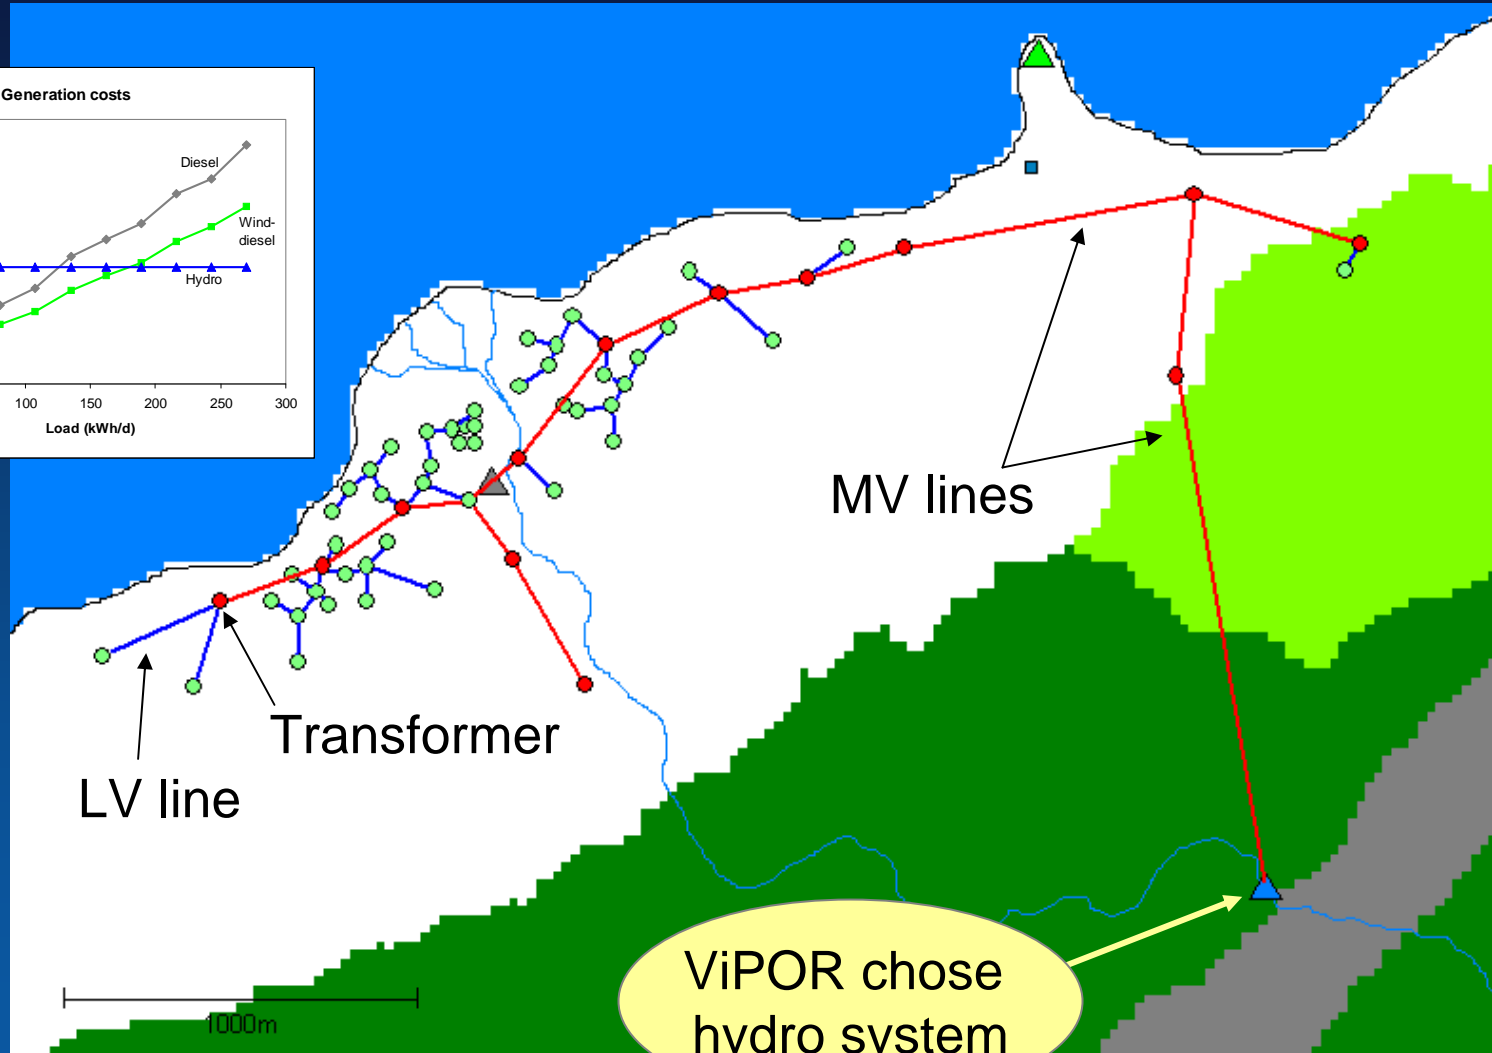 Generation costs
Diesel
Wind-
diesel
Hydro
100 150 200 250 300
Load (kWh/d)
MV lines
Transformer
LV line
1000m
ViPOR chose
hydro system